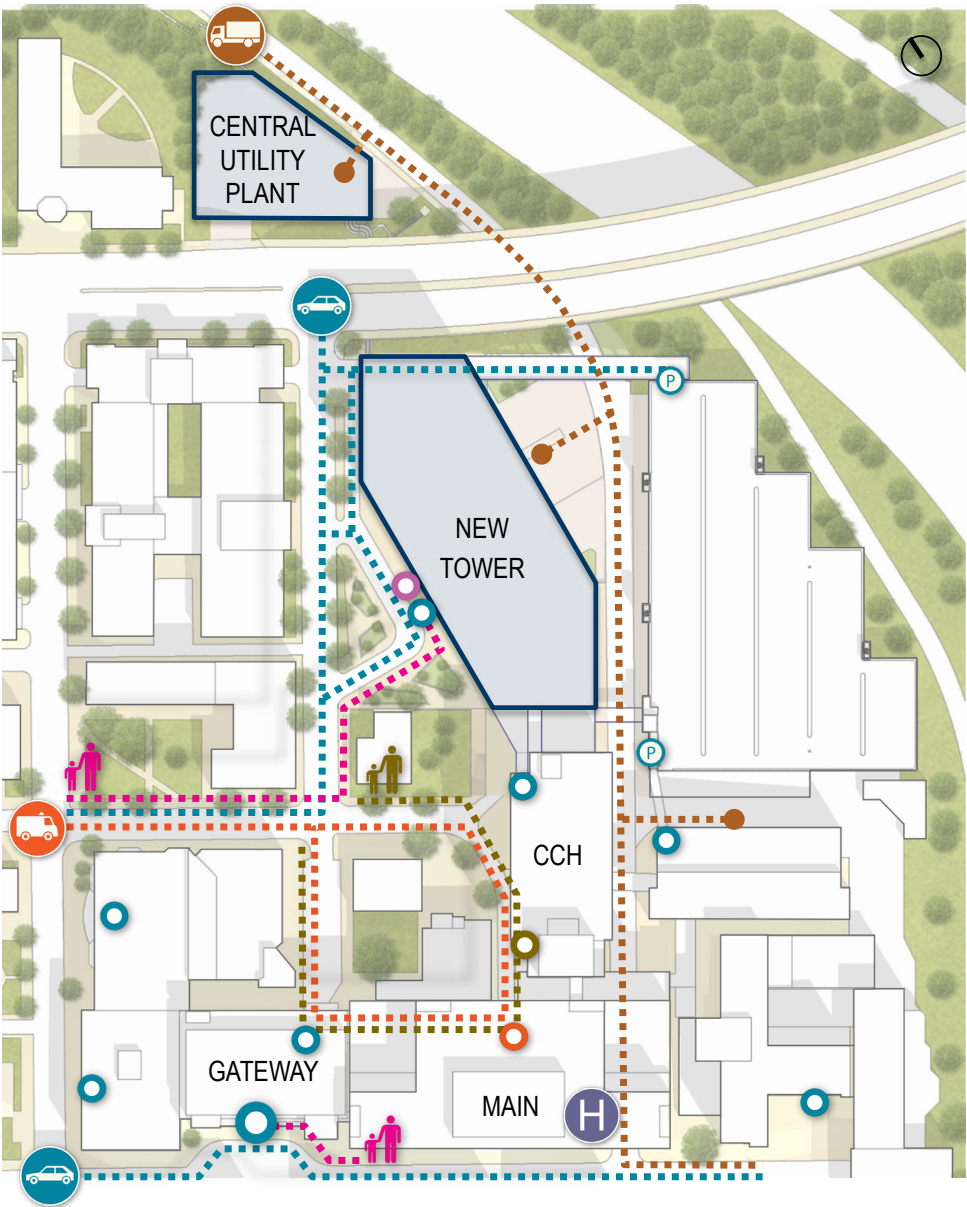 CENTRAL
UTILITY
PLANT
P
NEW
TOWER
P
CCH
GATEWAY
MAIN
H